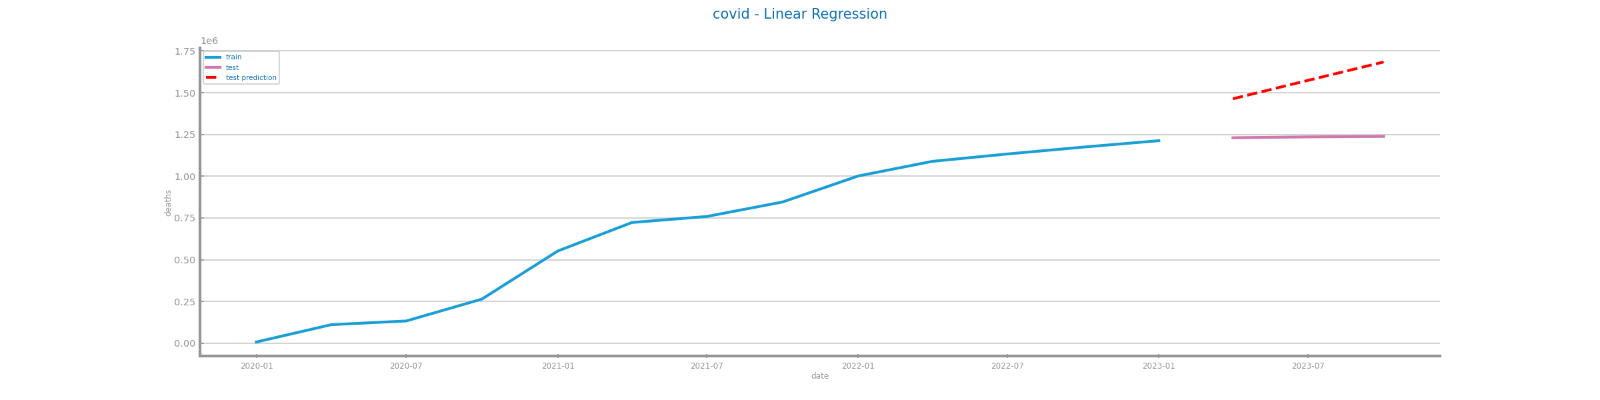 covid - Linear Regression
1e6
1.75
1.50
1.25
1.00
0.75
0.50
0.25
0.00
train
test
test prediction
deaths
2020-01
2020-07
2021-01
2021-07
2022-01
2022-07
2023-01
2023-07
date